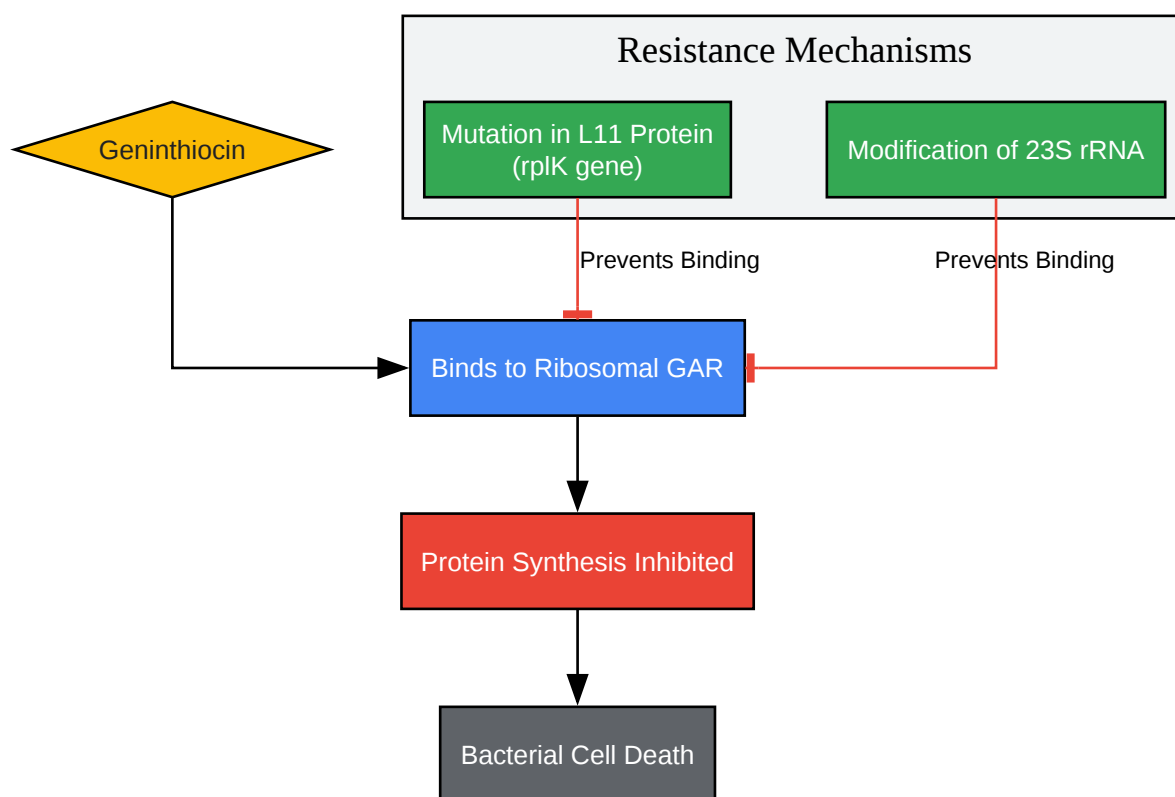 Resistance Mechanisms
Geninthiocin
Mutation in L11 Protein
(rplK gene)
Modification of 23S rRNA
Prevents Binding
Prevents Binding
Binds to Ribosomal GAR
Protein Synthesis Inhibited
Bacterial Cell Death